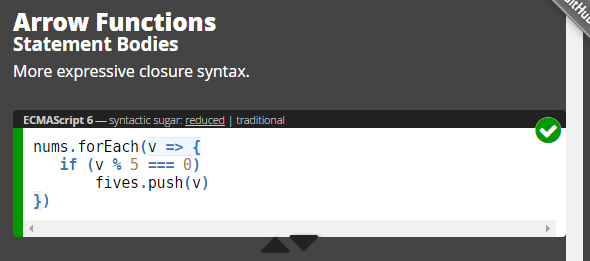 Arrow Functions
Statement Bodies
More expressive closure syntax.
ECMAScript 6 — syntactic sugar: reduced | traditional
nums.forEach(v => {
   if (v % 5 === 0)
       fives.push(v)
})